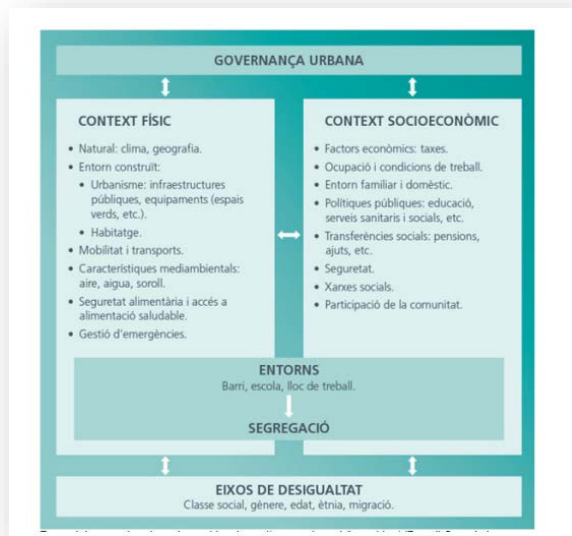 GOVERNANÇA URBANA
CONTEXT FÍSIC
• Natural: clima, geografia.
• Entorn construït:
• Urbanisme: infraestructures
públiques, equipaments (espais
verds, etc.).
• Habitatge.
• Mobilitat i transports.
• Característiques mediambientals:
aire, aigua, soroll.
• Seguretat alimentària i accés a
alimentació saludable.
• Gestió d'emergències.
CONTEXT SOCIOECONÒMIC
• Factors econòmics: taxes.
• Ocupació i condicions de treball.
• Entorn familiar i domèstic.
• Polítiques públiques: educació,
serveis sanitaris i socials, etc.
• Transferències socials: pensions,
ajuts, etc.
• Seguretat.
• Xarxes socials.
• Participació de la comunitat.
ENTORNS
Barri, escola, lloc de treball.
SEGREGACIÓ
EIXOS DE DESIGUALTAT
Classe social, gènere, edat, ètnia, migració.